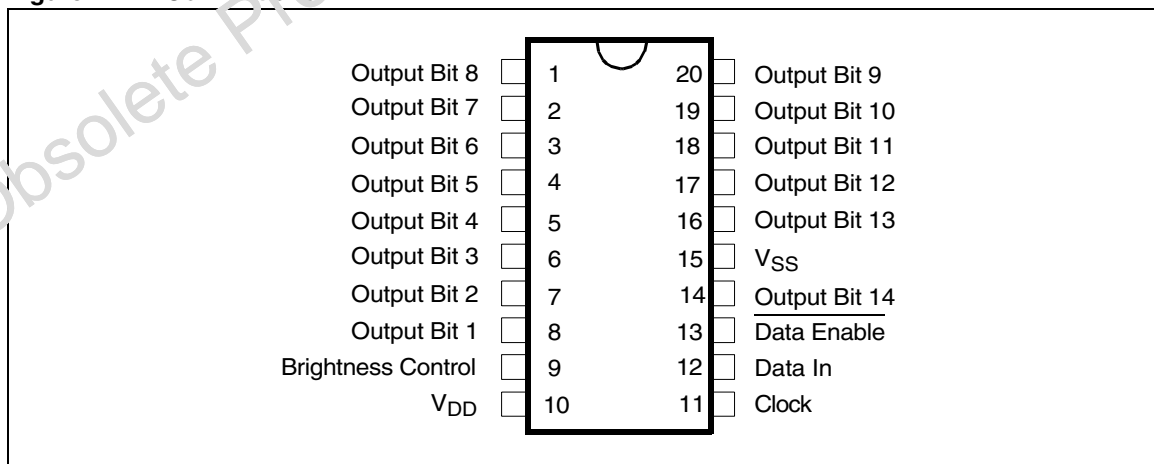 Obsolete
Output Bit 8 1 20 Output Bit 9
Output Bit 7 2 19 Output Bit 10
Output Bit 6 3 18 Output Bit 11
Output Bit 5 4 17 Output Bit 12
Output Bit 4 5 16 Output Bit 13
Output Bit 3 6 15 VSS
Output Bit 2 7 14 Output Bit 14
Output Bit 1 8 13 Data Enable
Brightness Control 9 12 Data In
VDD 10 11 Clock